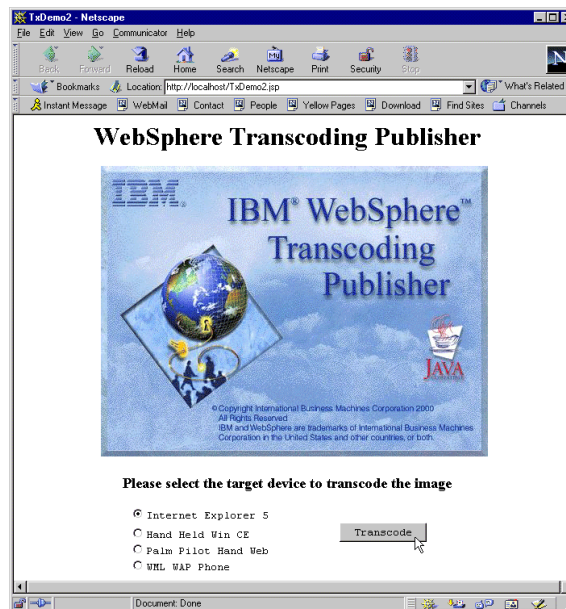 TxDemo2 - Netscape
File Edit View Go Communicator Help
Back Forward Reload Home Search Netscape Print Security Stop
Bookmarks Location: http://localhost/TxDemo2.jsp What's Related
Instant Message WebMail Contact People Yellow Pages Download Find Sites Channels
WebSphere Transcoding Publisher
IBM®
IBM® WebSphere™
Transcoding
Publisher
JAVA
© Copyright International Business Machines Corporation 2000
All Rights Reserved
IBM and WebSphere are trademarks of International Business Machines
Corporation in the United States and other countries, or both.
Please select the target device to transcode the image
Internet Explorer 5
Hand Held Win CE
Transcode
Palm Pilot Hand Web
WML WAP Phone
Document: Done